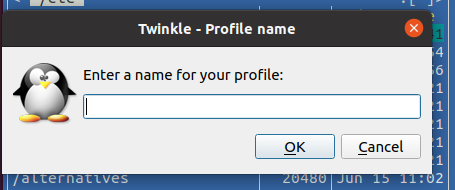 Twinkle - Profile name
Enter a name for your profile:
OK Cancel
/alternatives 20480 Jun 15 11:02